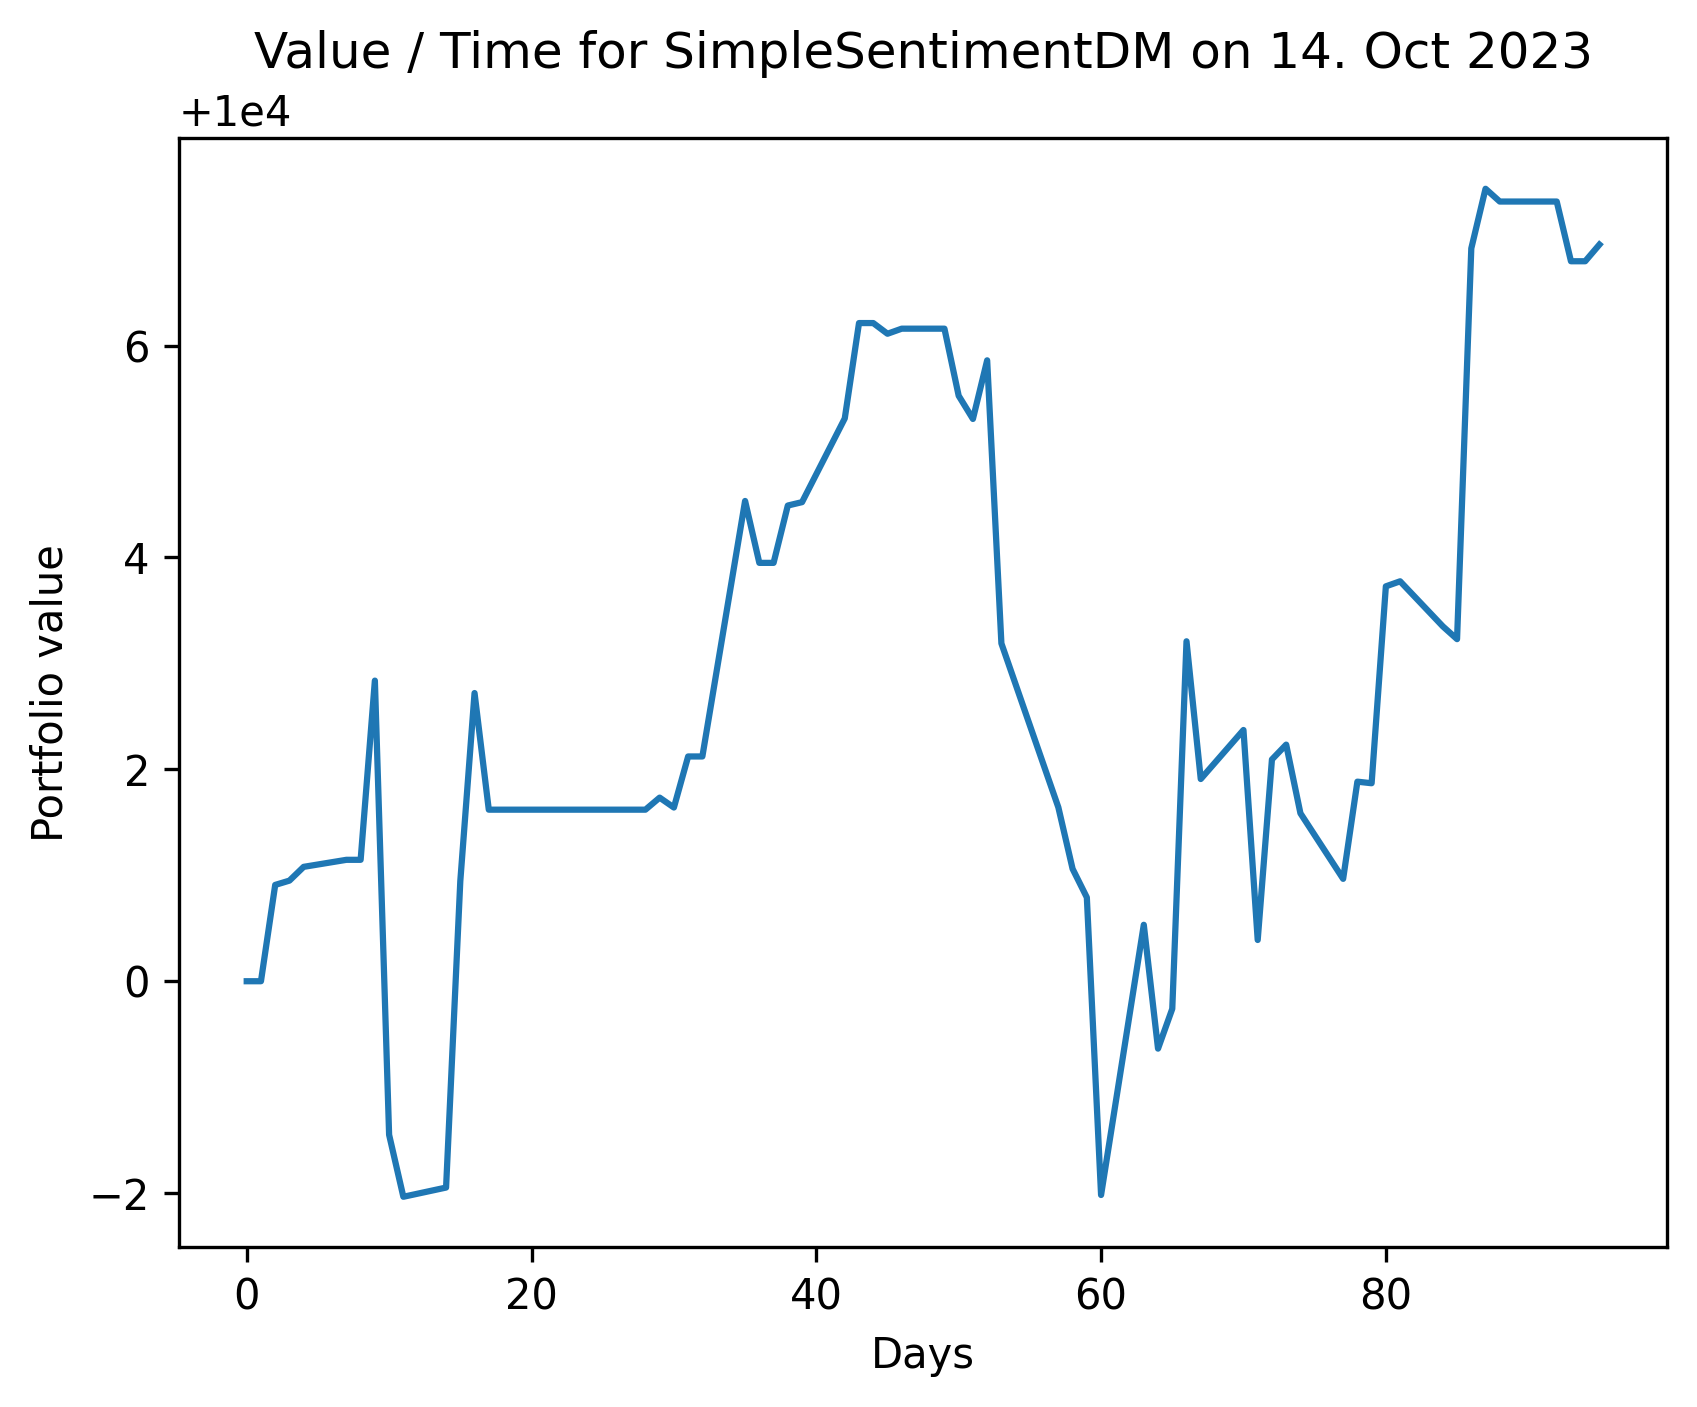 Value / Time for SimpleSentimentDM on 14. Oct 2023
+1e4
6
4
2
0
−2
Portfolio value
0 20 40 60 80
Days